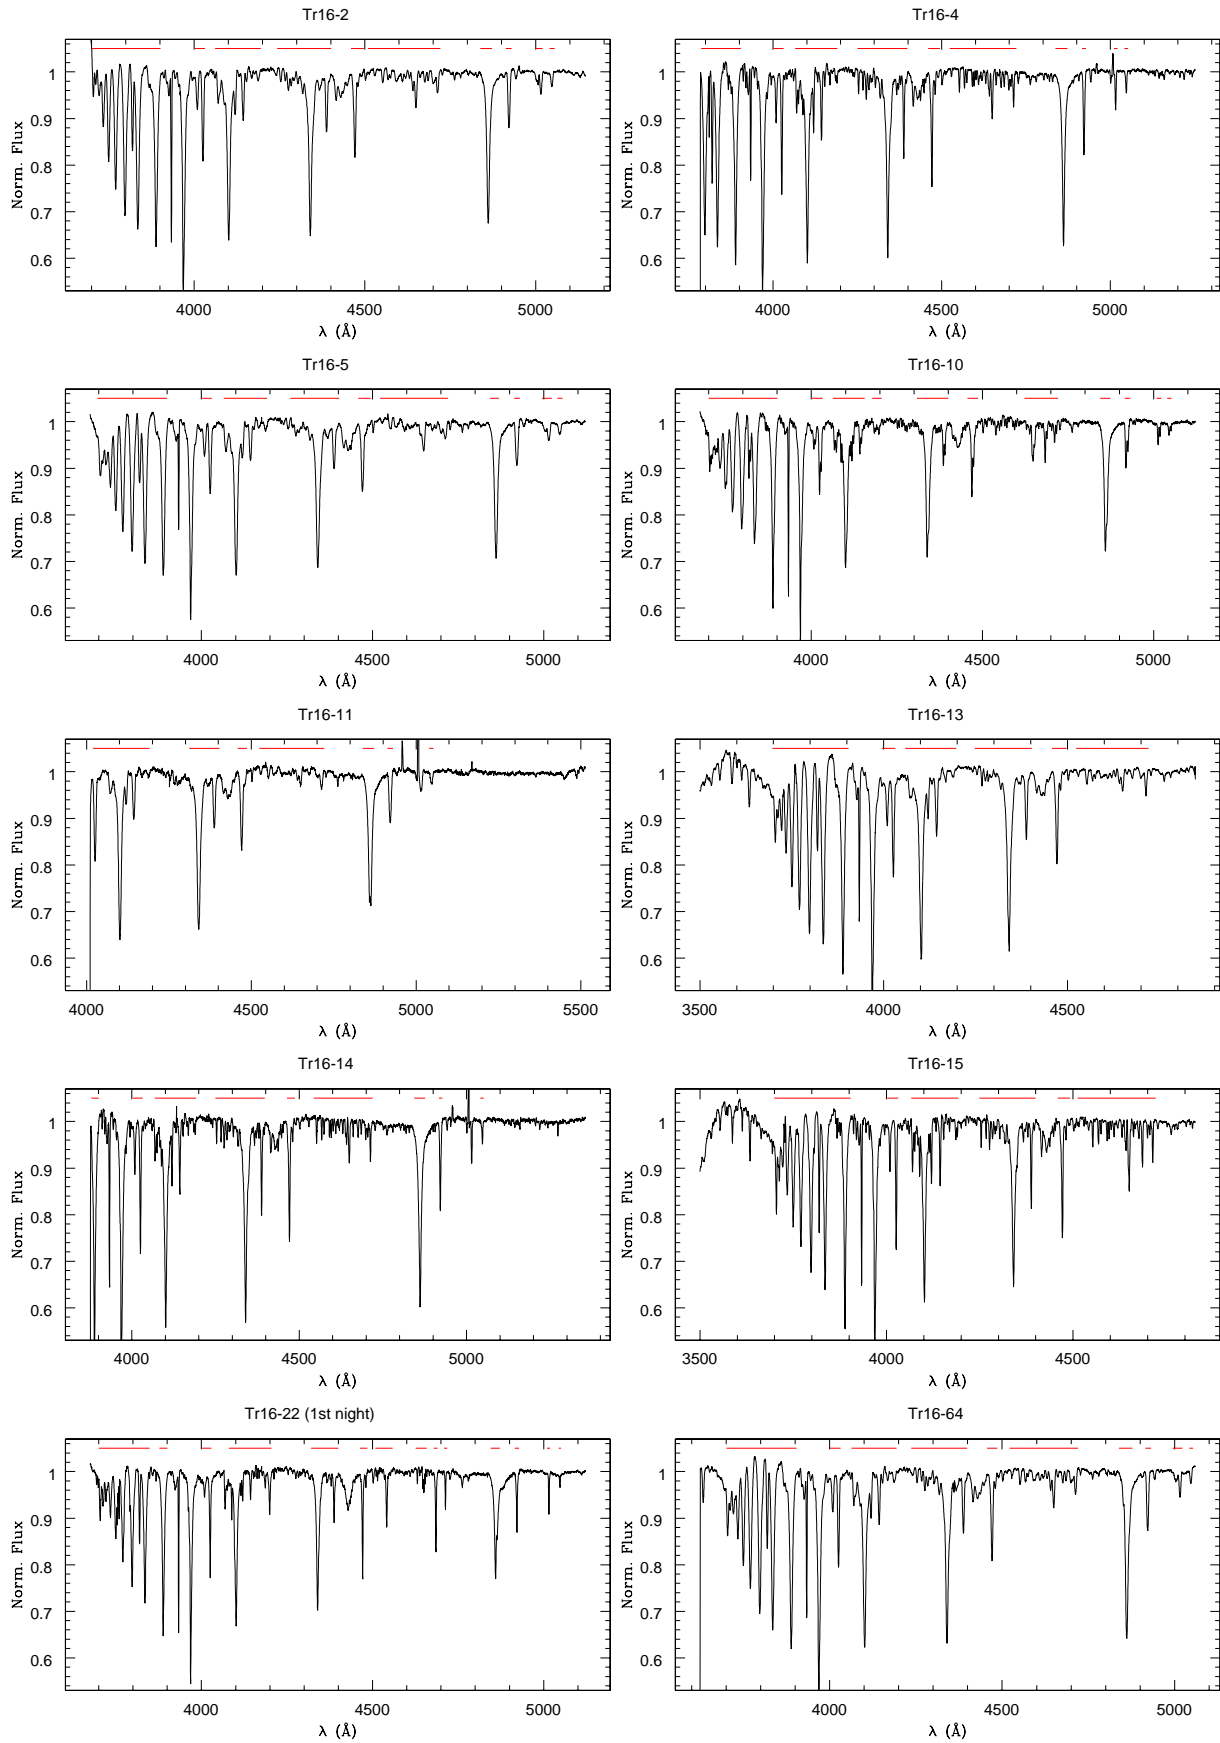 Tr16-2
Norm. Flux
1
0.9
0.8
0.7
0.6
4000
4500
5000
λ (Å)
Tr16-4
Norm. Flux
1
0.9
0.8
0.7
0.6
4000
4500
5000
λ (Å)
Tr16-5
Norm. Flux
1
0.9
0.8
0.7
0.6
4000
4500
5000
λ (Å)
Tr16-10
Norm. Flux
1
0.9
0.8
0.7
0.6
4000
4500
5000
λ (Å)
Tr16-11
Norm. Flux
1
0.9
0.8
0.7
0.6
4000
4500
5000
5500
λ (Å)
Tr16-13
Norm. Flux
1
0.9
0.8
0.7
0.6
3500
4000
4500
λ (Å)
Tr16-14
Norm. Flux
1
0.9
0.8
0.7
0.6
4000
4500
5000
λ (Å)
Tr16-15
Norm. Flux
1
0.9
0.8
0.7
0.6
3500
4000
4500
λ (Å)
Tr16-22 (1st night)
Norm. Flux
1
0.9
0.8
0.7
0.6
4000
4500
5000
λ (Å)
Tr16-64
Norm. Flux
1
0.9
0.8
0.7
0.6
4000
4500
5000
λ (Å)